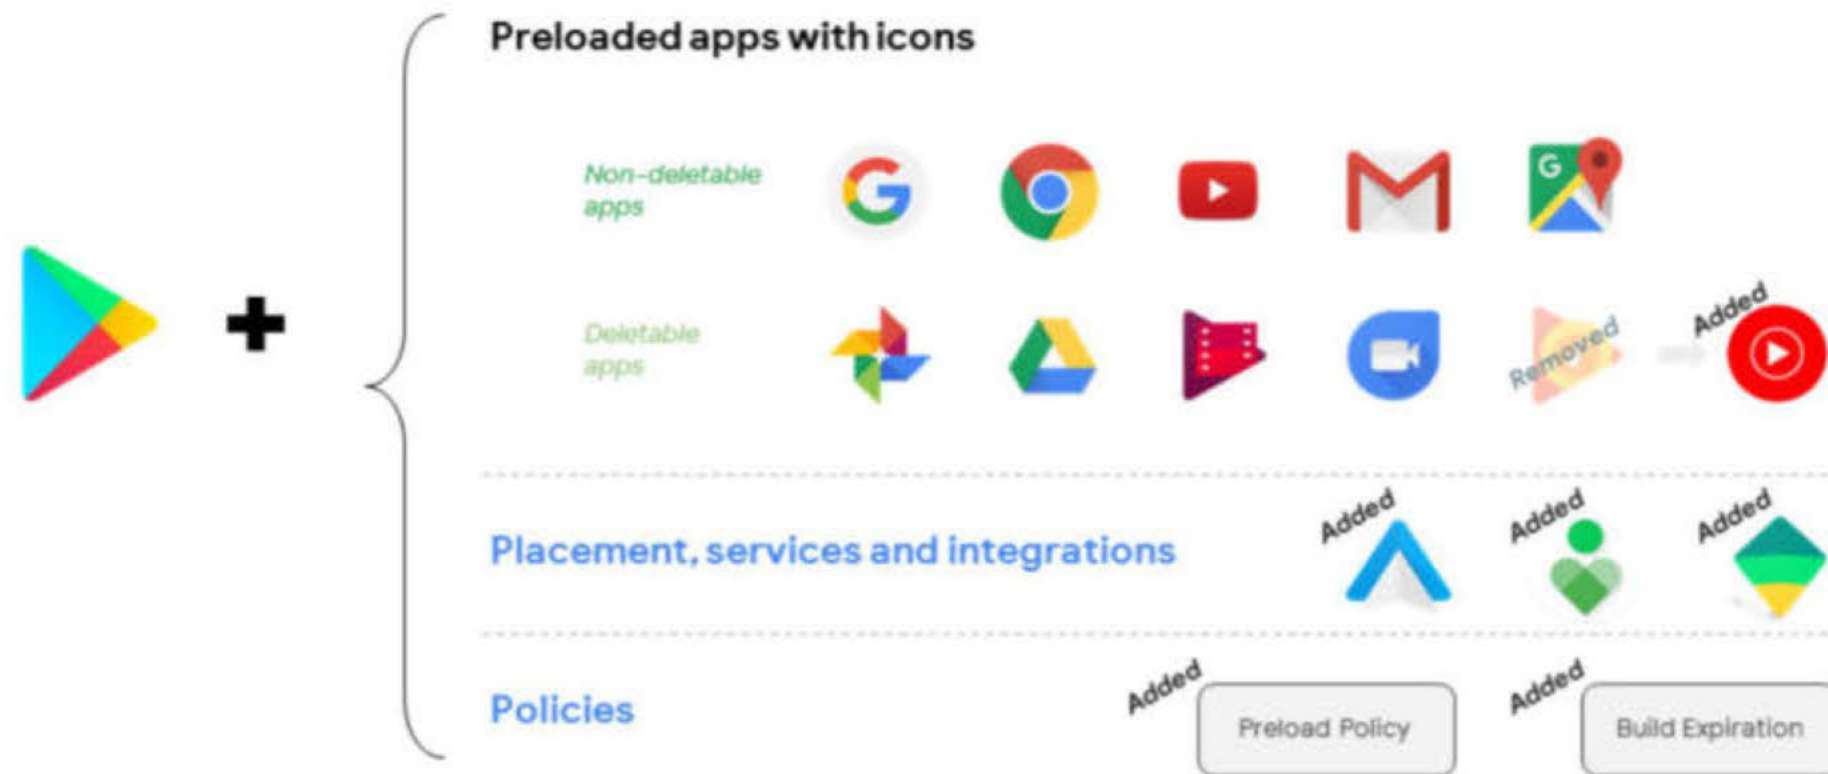 Preloaded apps with icons
Non-deletable
apps
G
Deletable
apps
Removed
Added
Placement, services and integrations
Added
Added
Added
Policies
Added
Preload Policy
Added
Build Expiration